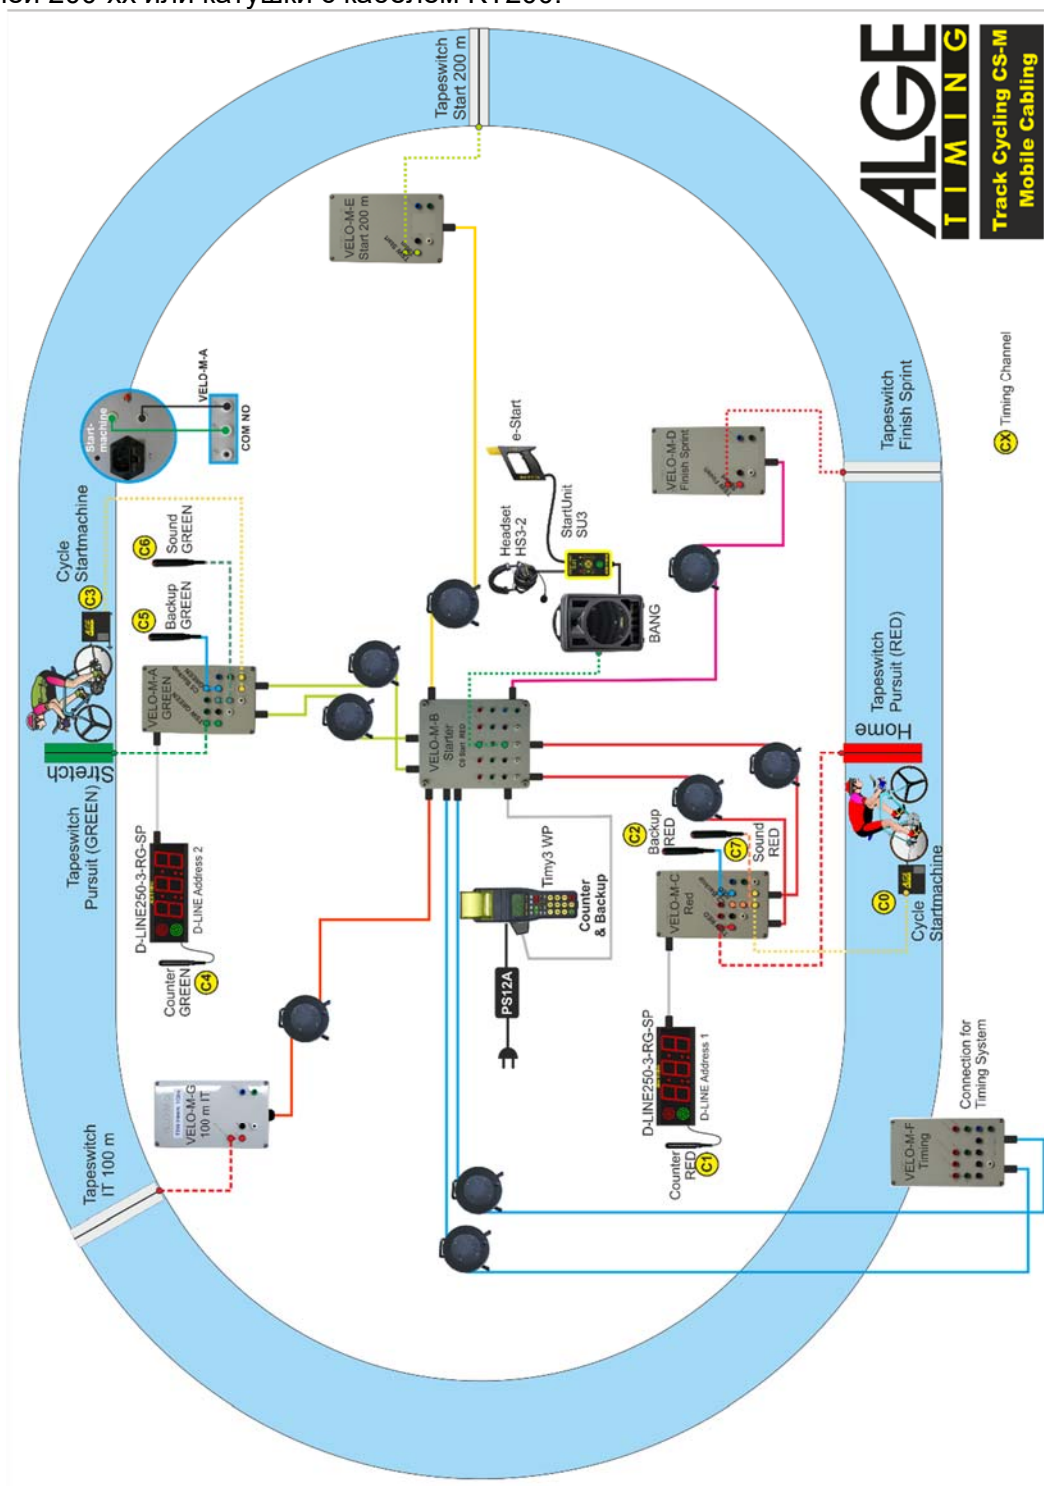 ALGE
TIMING
Track Cycling CS-M
Mobile Cabling
Tapeswitch
Start 200 m
VELO-M-E
Start 200 m
VELO-M-A
COM NO
Start-
machine
Cycle
Startmachine
C3
C6
Sound
GREEN
C5
Backup
GREEN
VELO-M-A
GREEN
Stretch
Tapeswitch
Pursuit (GREEN)
D-LINE250-3-RG-SP
D-LINE Address 2
Counter
GREEN
C4
e-Start
StartUnit
SU3
Headset
HS3-2
BANG
VELO-M-D
Finish Sprint
Tapeswitch
Finish Sprint
CX Timing Channel
VELO-M-B
Starter
Tapeswitch
Pursuit (RED)
Home
Timy3 WP
Counter
& Backup
PS12A
C2
Backup
RED
C7
Sound
RED
VELO-M-C
Red
C0
Cycle
Startmachine
D-LINE250-3-RG-SP
D-LINE Address 1
Counter
RED
C1
VELO-M-G
100 m IT
Tapeswitch
IT 100 m
VELO-M-F
Timing
Connection for
Timing System